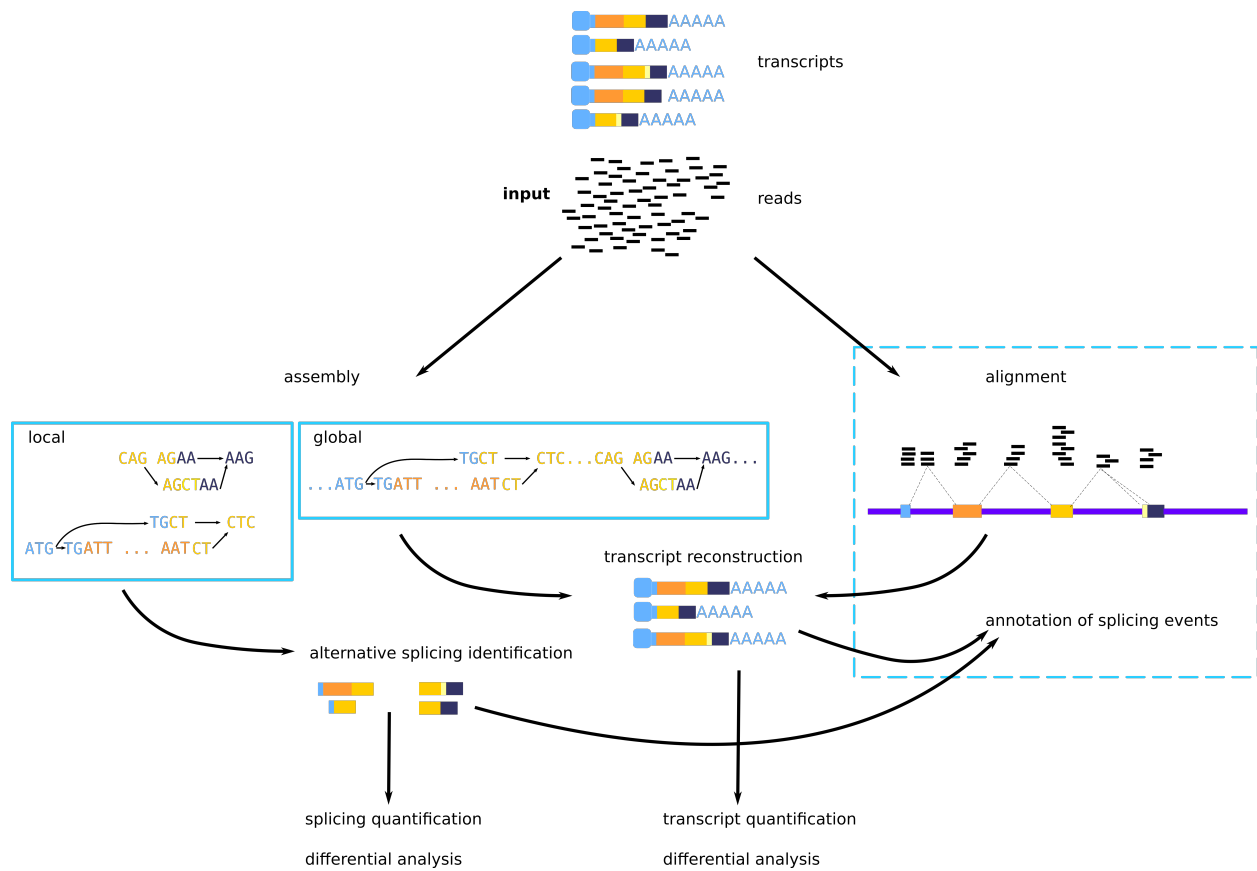 AAAAA
AAAAA
transcripts
AAAAA
AAAAA
AAAAA
input
reads
assembly
alignment
local
CAG AGAA AAG
AGCTAA
TGCT CTC
ATG TGATT ... AATCT
global
TGCT CTC...CAG AGAA AAG...
...ATG TGATT ... AATCT AGCTAA
transcript reconstruction
AAAAA
AAAAA
AAAAA
annotation of splicing events
alternative splicing identification
splicing quantification
differential analysis
transcript quantification
differential analysis